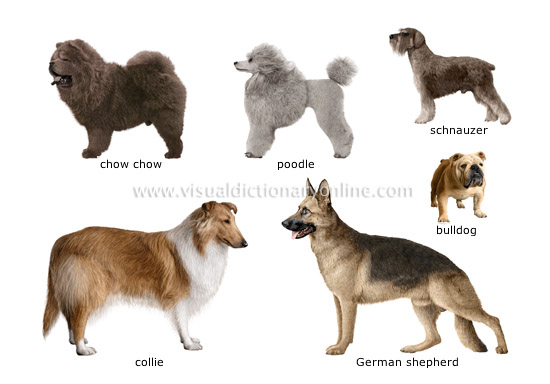 chow chow
poodle
schnauzer
bulldog
www.visualdictionaryonline.com
collie
German shepherd